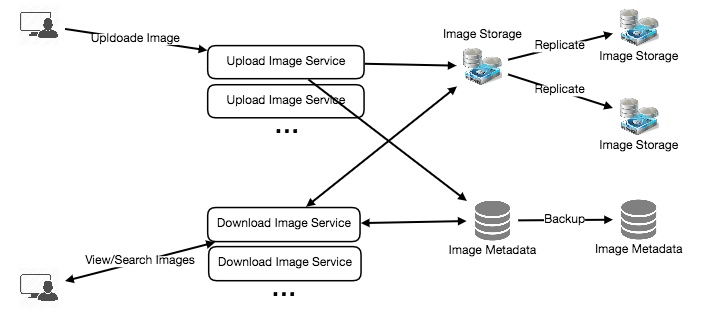 Upldoade Image
Upload Image Service
Upload Image Service
...
Image Storage
Replicate
Image Storage
Replicate
Image Storage
Download Image Service
Download Image Service
...
View/Search Images
Image Metadata
Backup
Image Metadata